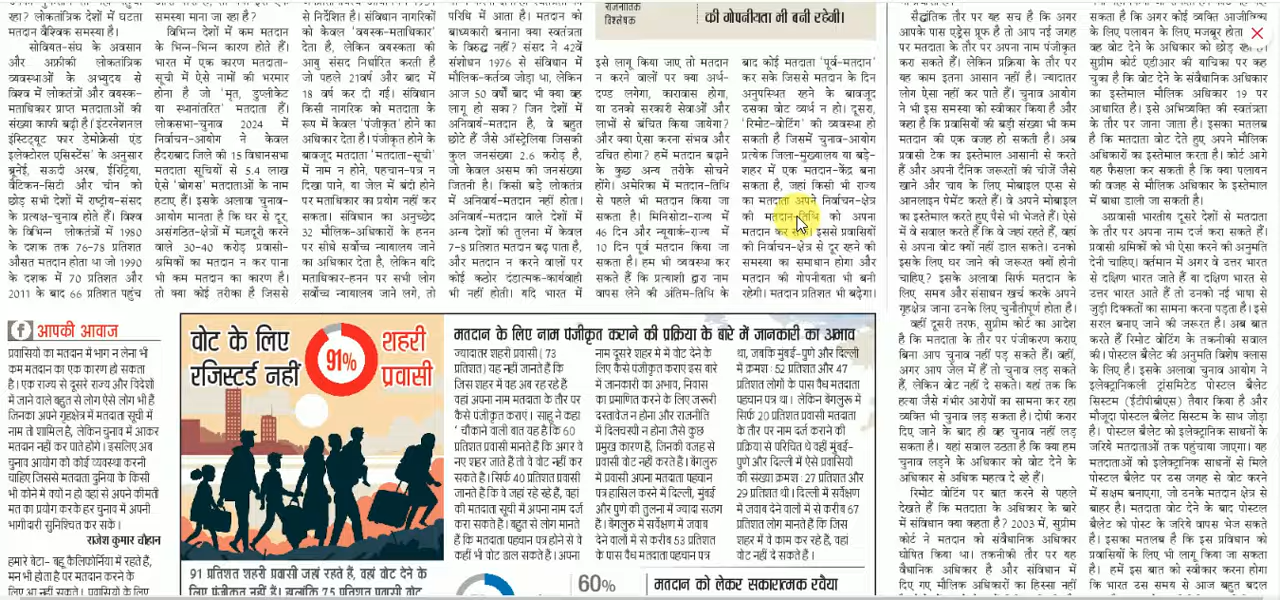 है। लोकतांत्रिक देशों में घटता
मतदान वैश्विक समस्या है।
सोवियत-संघ के अवसान
और अफ्रीकी लोकतांत्रिक
व्यवस्थाओं के अभ्युदय से
विश्व में लोकतंत्रों और वयस्क-
मताधिकार प्राप्त मतदाताओं की
संख्या काफी बढ़ी है। इंटरनेशनल
इंस्टिट्यूट फार डेमोक्रेसी एंड
इलेक्टोरल एसिस्टेंस' के अनुसार
ब्रूनेई, सऊदी अरब, इरिट्रिया,
वैटिकन-सिटी और चीन को
छोड़ सभी देशों में राष्ट्रीय-संसद
के प्रत्यक्ष-चुनाव होते हैं। विश्व
के विभिन्न लोकतंत्रों में 1980
के दशक तक 76-78 प्रतिशत
औसत मतदान होता था जो 1990
के दशक में 70 प्रतिशत और
2011 के बाद 66 प्रतिशत पहुंच
समस्या माना जा रहा है?
विभिन्न देशों में कम मतदान
के भिन्न-भिन्न कारण होते हैं।
भारत में एक कारण मतदाता-
सूची में ऐसे नामों की भरमार
होना है जो 'मृत, डुप्लीकेट
या स्थानांतरित' मतदाता हैं।
लोकसभा-चुनाव 2024 में
निर्वाचन-आयोग ने केवल
हैदराबाद जिले की 15 विधानसभा
मतदाता सूचियों से 5.4 लाख
ऐसे 'बोगस' मतदाताओं के नाम
हटाए हैं। इसके अलावा चुनाव-
आयोग मानता है कि घर से दूर,
असंगठित-क्षेत्रों में मजदूरी करने
वाले 30-40 करोड़ प्रवासी-
श्रमिकों का मतदान न कर पाना
भी कम मतदान का कारण है।
तो क्या कोई तरीका है जिससे
से निर्देशित है। संविधान नागरिकों
को केवल 'वयस्क-मताधिकार'
देता है, लेकिन वयस्कता की
आयु संसद निर्धारित करती है
जो पहले 21वर्ष और बाद में
18 वर्ष कर दी गई। संविधान
किसी नागरिक को मतदाता के
रूप में केवल 'पंजीकृत' होने का
अधिकार देता है। पंजीकृत होने के
बावजूद मतदाता 'मतदाता-सूची'
में नाम न होने, पहचान-पत्र न
दिखा पाने, या जेल में बंदी होने
पर मताधिकार का प्रयोग नहीं कर
सकता। संविधान का अनुच्छेद
32 मौलिक-अधिकारों के हनन
पर सीधे सर्वोच्च न्यायालय जाने
का अधिकार देता है, लेकिन यदि
मताधिकार-हनन पर सभी लोग
सर्वोच्च न्यायालय जाने लगे, तो
परिधि में आता है। मतदान को
बाध्यकारी बनाना क्या स्वतंत्रता
के विरुद्ध नहीं? संसद ने 42वें
संशोधन 1976 से संविधान में
मौलिक-कर्तव्य जोड़ा था, लेकिन
आज 50 वर्षों बाद भी क्या वह
लागू हो सका? जिन देशों में
अनिवार्य-मतदान है, वे बहुत
छोटे हैं जैसे ऑस्ट्रेलिया जिसकी
कुल जनसंख्या 2.6 करोड़ है,
जो केवल असम की जनसंख्या
जितनी है। किसी बड़े लोकतंत्र
में अनिवार्य-मतदान नहीं होता।
अनिवार्य-मतदान वाले देशों में
अन्य देशों की तुलना में केवल
7-8 प्रतिशत मतदान बढ़ पाता है,
और मतदान न करने वालों पर
कोई कठोर दंडात्मक-कार्यवाही
भी नहीं होती। यदि भारत में
राजनीतिक
विश्लेषक
की गोपनीयता भी बनी रहेगी।
इसे लागू किया जाए तो मतदान
न करने वालों पर क्या अर्थ-
दण्ड लगेगा, कारावास होगा,
या उनको सरकारी सेवाओं और
लाभों से बंचित किया जायेगा?
और क्या ऐसा करना संभव और
उचित होगा? हमें मतदान बढ़ाने
के कुछ अन्य तरीके सोचने
होंगे। अमेरिका में मतदान-तिथि
से पहले भी मतदान किया जा
सकता है। मिनिसोटा-राज्य में
46 दिन और न्यूयार्क-राज्य में
10 दिन पूर्व मतदान किया जा
सकता है। हम भी व्यवस्था कर
सकते हैं कि प्रत्याशी द्वारा नाम
वापस लेने की अंतिम-तिथि के
बाद कोई मतदाता 'पूर्व-मतदान'
कर सके जिससे मतदान के दिन
अनुपस्थित रहने के बावजूद
उसका वोट व्यर्थ न हो। दूसरा,
'रिमोट-वोटिंग' की व्यवस्था हो
सकती है जिसमें चुनाव-आयोग
प्रत्येक जिला-मुख्यालय या बड़े-
शहर में एक मतदान-केंद्र बना
सकता है, जहां किसी भी राज्य
का मतदाता अपने निर्वाचन-क्षेत्र
की मतदान-तिथि को अपना
मतदान कर सके। इससे प्रवासियों
की निर्वाचन-क्षेत्र से दूर रहने की
समस्या का समाधान होगा और
मतदान की गोपनीयता भी बनी
रहेगी। मतदान प्रतिशत भी बढ़ेगा।
सैद्धांतिक तौर पर यह सच है कि अगर
आपके पास एड्रेस प्रूफ है तो आप नई जगह
पर मतदाता के तौर पर अपना नाम पंजीकृत
करा सकते हैं। लेकिन प्रक्रिया के तौर पर
यह काम इतना आसान नहीं है। ज्यादातर
लोग ऐसा नहीं कर पाते हैं। चुनाव आयोग
ने भी इस समस्या को स्वीकार किया है और
कहा है कि प्रवासियों की बड़ी संख्या भी कम
मतदान की एक वजह हो सकती है। अब
प्रवासी टेक का इस्तेमाल आसानी से करते
हैं और अपनी दैनिक जरूरतों की चीजें जैसे
खाने और चाय के लिए मोबाइल एप्स से
आनलाइन पेमेंट करते हैं। वे अपने मोबाइल
का इस्तेमाल करते हुए पैसे भी भेजते हैं। ऐसे
में वे सवाल करते हैं कि वे जहां रहते हैं, वहां
से अपना वोट क्यों नहीं डाल सकते। उनको
इसके लिए घर जाने की जरूरत क्यों होनी
चाहिए? इसके अलावा सिर्फ मतदान के
लिए समय और संसाधन खर्च करके अपने
गृहक्षेत्र जाना उनके लिए चुनौतीपूर्ण होता है।
वहीं दूसरी तरफ, सुप्रीम कोर्ट का आदेश
है कि मतदाता के तौर पर पंजीकरण कराए
बिना आप चुनाव नहीं पड़ सकते हैं। वहीं,
अगर आप जेल में हैं तो चुनाव लड़ सकते
हैं, लेकिन वोट नहीं दे सकते। यहां तक कि
हत्या जैसे गंभीर आरोपों का सामना कर रहा
व्यक्ति भी चुनाव लड़ सकता है। दोषी करार
दिए जाने के बाद ही वह चुनाव नहीं लड़
सकता है। यहां सवाल उठता है कि क्या हम
चुनाव लड़ने के अधिकार को वोट देने के
अधिकार से अधिक महत्व दे रहे हैं।
रिमोट वोटिंग पर बात करने से पहले
देखते हैं कि मतदाता के अधिकार के बारे
में संविधान क्या कहता है? 2003 में, सुप्रीम
कोर्ट ने मतदान को संवैधानिक अधिकार
घोषित किया था। तकनीकी तौर पर यह
वैधानिक अधिकार है और संविधान में
दिए गए मौलिक अधिकारों का हिस्सा नहीं
सकता है कि अगर कोई व्यक्ति आजीविका
के लिए पलायन के लिए मजबूर होता
वह वोट देने के अधिकार को छोड़
सुप्रीम कोर्ट एडीआर की याचिका पर कह
चुका है कि वोट देने के संवैधानिक अधिकार
का इस्तेमाल मौलिक अधिकार 19 पर
आधारित है। इसे अभिव्यक्ति की स्वतंत्रता
के तौर पर जाना जाता है। इसका मतलब
है कि मतदाता वोट देते हुए, अपने मौलिक
अधिकारों का इस्तेमाल करता है। कोर्ट आगे
यह फैसला कर सकती है कि क्या पलायन
की वजह से मौलिक अधिकार के इस्तेमाल
में बाधा डाली जा सकती है।
अप्रवासी भारतीय दूसरे देशों में मतदाता
के तौर पर अपना नाम दर्ज करा सकते हैं।
प्रवासी श्रमिकों को भी ऐसा करने की अनुमति
देनी चाहिए। वर्तमान में अगर वे उत्तर भारत
से दक्षिण भारत जाते हैं या दक्षिण भारत से
उत्तर भारत आते हैं तो उनको नई भाषा से
जुड़ी दिक्कतों का सामना करना पड़ता है। इसे
सरल बनाए जाने की जरूरत है। अब बात
करते हैं रिमोट वोटिंग के तकनीकी सवाल
की। पोस्टल बैलेट की अनुमति विशेष क्लास
के लिए है। इसके अलावा चुनाव आयोग ने
इलेक्ट्रानिकली ट्रांसमिटेड पोस्टल बैलेट
सिस्टम (ईटीपीबीएस) तैयार किया है और
मौजूदा पोस्टल बैलेट सिस्टम के साथ जोड़ा
है। पोस्टल बैलेट को इलेक्ट्रानिक साधनों के
जरिये मतदाताओं तक पहुंचाया जाएगा। यह
मतदाताओं को इलेक्ट्रानिक साधनों से मिले
पोस्टल बैलेट पर उस जगह से वोट करने
में सक्षम बनाएगा, जो उनके मतदान क्षेत्र से
बाहर है। मतदाता वोट देने के बाद पोस्टल
बैलेट को पोस्ट के जरिये वापस भेज सकते
हैं। इसका मतलब है कि इस प्रविधान को
प्रवासियों के लिए भी लागू किया जा सकता
है। हमें इस बात को स्वीकार करना होगा
कि भारत उस समय से आज बहुत बदल
आपकी आवाज
प्रवासियों का मतदान में भाग न लेना भी
कम मतदान का एक कारण हो सकता
है। एक राज्य से दूसरे राज्य और विदेशों
में जाने वाले बहुत से लोग ऐसे लोग भी हैं
जिनका अपने गृहक्षेत्र में मतदाता सूची में
नाम तो शामिल है, लेकिन चुनाव में आकर
मतदान नहीं कर पाते होंगे। इसलिए अब
चुनाव आयोग को कोई व्यवस्था करनी
चाहिए जिससे मतदाता दुनिया के किसी
भी कोने में क्यों न हो वहां से अपने कीमती
मत का प्रयोग करके हर चुनाव में अपनी
भागीदारी सुनिश्चित कर सके।
राजेश कुमार चौहान
हमारे बेटा- बहू कैलिफोर्निया में रहते हैं,
मन भी होता है पर मतदान करने के
लिए आ नहीं सकते। प्रवासियों के लिए
वोट के लिए
रजिस्टर्ड नहीं
91%
शहरी
प्रवासी
91 प्रतिशत शहरी प्रवासी जहां रहते हैं, वहां वोट देने के
लिए पंजीकृत नहीं हैं। हालांकि 75 प्रतिशत प्रवासी वोट
मतदान के लिए नाम पंजीकृत कराने की प्रक्रिया के बारे में जानकारी का अभाव
ज्यादातर शहरी प्रवासी ( 73
प्रतिशत) यह नहीं जानते हैं कि
जिस शहर में वह अब रह रहे हैं
वहां अपना नाम मतदाता के तौर पर
कैसे पंजीकृत कराएं। साहू ने कहा
' चौंकाने वाली बात यह है कि 60
प्रतिशत प्रवासी मानते हैं कि अगर वे
नए शहर जाते हैं तो वे वोट नहीं कर
सकते हैं। सिर्फ 40 प्रतिशत प्रवासी
जानते हैं कि वे जहां रह रहे हैं, वहां
की मतदाता सूची में अपना नाम दर्ज
करा सकते हैं। बहुत से लोग मानते
हैं कि मतदाता पहचान पत्र होने से वे
कहीं भी वोट डाल सकते हैं। अपना
नाम दूसरे शहर में में वोट देने के
लिए कैसे पंजीकृत कराएं इस बारे
में जानकारी का अभाव, निवास
का प्रमाणित करने के लिए जरूरी
दस्तावेज न होना और राजनीति
में दिलचस्पी न होना जैसे कुछ
प्रमुख कारण हैं, जिनकी वजह से
प्रवासी वोट नहीं करते हैं। बेंगलुरु
में प्रवासी अपना मतदाता पहचान
पत्र हासिल करने में दिल्ली, मुंबई
और पुणे की तुलना में ज्यादा सजग
हैं। बेंगलुरु में सर्वेक्षण में जवाब
देने वालों में से करीब 53 प्रतिशत
के पास वैध मतदाता पहचान पत्र
था, जबकि मुंबई-पुणे और दिल्ली
में क्रमश: 52 प्रतिशत और 47
प्रतिशत लोगों के पास वैध मतदाता
पहचान पत्र था। लेकिन बेंगलुरु में
सिर्फ 20 प्रतिशत प्रवासी मतदाता
के तौर पर नाम दर्ज कराने की
प्रक्रिया से परिचित थे वहीं मुंबई-
पुणे और दिल्ली में ऐसे प्रवासियों
की संख्या क्रमश: 27 प्रतिशत और
29 प्रतिशत थी। दिल्ली में सर्वेक्षण
में जवाब देने वालों में से करीब 67
प्रतिशत लोग मानते हैं कि जिस
शहर में वे काम कर रहे हैं, वहां
वोट नहीं दे सकते हैं।
60%
मतदान को लेकर सकारात्मक रवैया